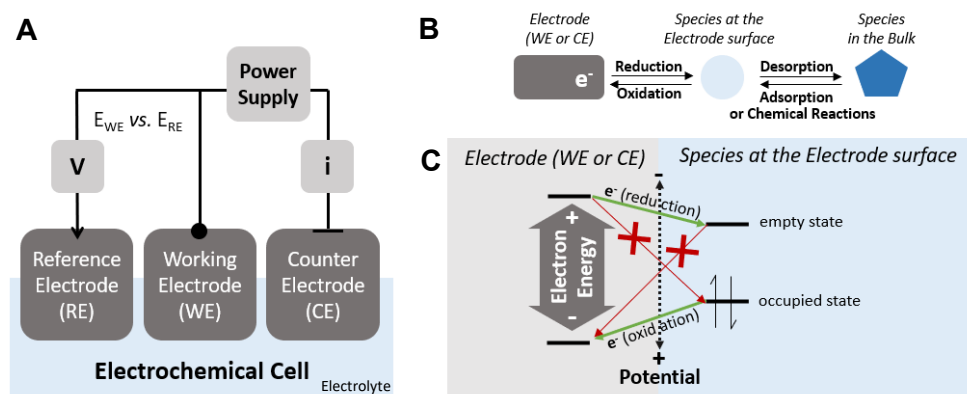 A
Power
Supply
E_WE vs. E_RE
V
i
Reference
Electrode
(RE)
Working
Electrode
(WE)
Counter
Electrode
(CE)
Electrochemical Cell
Electrolyte
B
Electrode
(WE or CE)
Species at the
Electrode surface
Species
in the Bulk
e-
Reduction
Oxidation
Desorption
Adsorption
or Chemical Reactions
C
Electrode (WE or CE)
Species at the Electrode surface
-
e- (reduction)
empty state
+
Electron
Energy
-
occupied state
e- (oxidation)
+
Potential